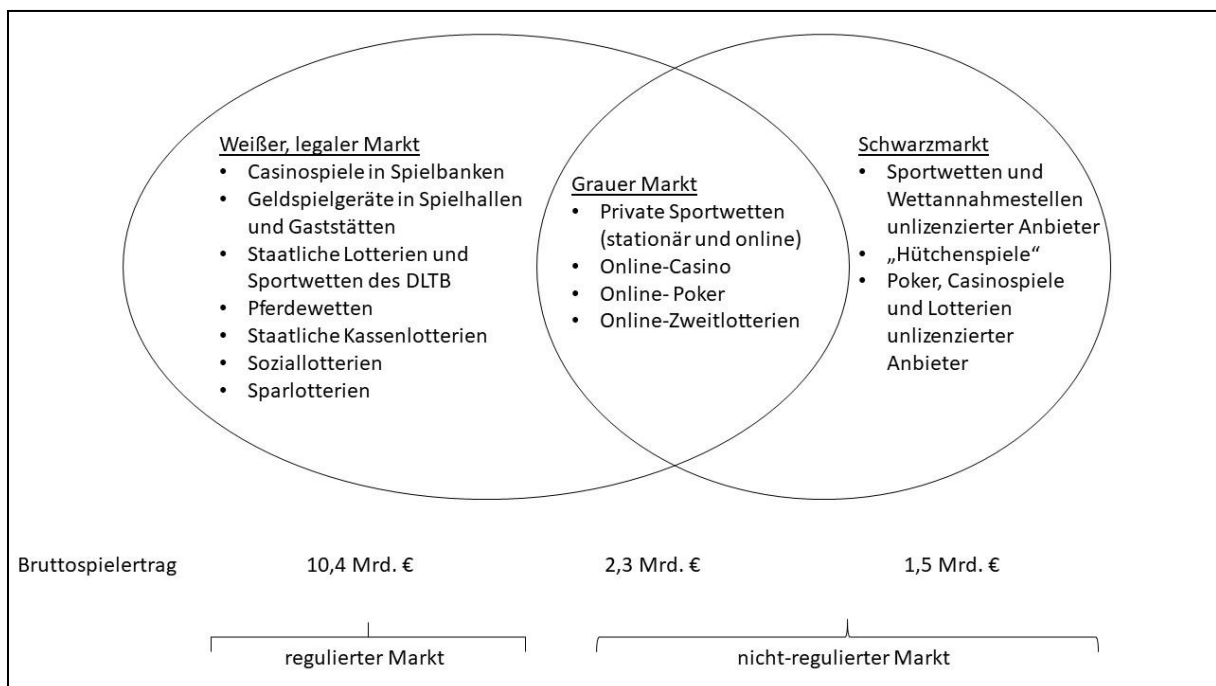 Weißer, legaler Markt
• Casinospiele in Spielbanken
• Geldspielgeräte in Spielhallen
und Gaststätten
• Staatliche Lotterien und
Sportwetten des DLTB
• Pferdewetten
• Staatliche Kassenlotterien
• Soziallotterien
• Sparlotterien
Grauer Markt
• Private Sportwetten
(stationär und online)
• Online-Casino
• Online- Poker
• Online-Zweitlotterien
Schwarzmarkt
• Sportwetten und
Wettannahmestellen
unlizenzierter Anbieter
• „Hütchenspiele“
• Poker, Casinospiele
und Lotterien
unlizenzierter
Anbieter
Bruttospielertrag 10,4 Mrd. € 2,3 Mrd. € 1,5 Mrd. €
regulierter Markt nicht-regulierter Markt